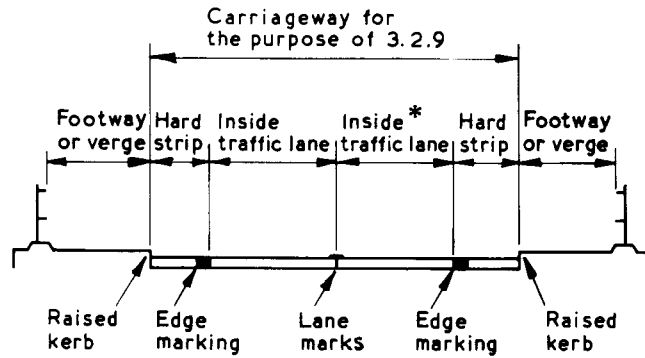 Carriageway for
the purpose of 3.2.9
Footway
or verge
Hard
strip
Inside
traffic lane
Inside*
traffic lane
Hard
strip
Footway
or verge
Raised
kerb
Edge
marking
Lane
marks
Edge
marking
Raised
kerb